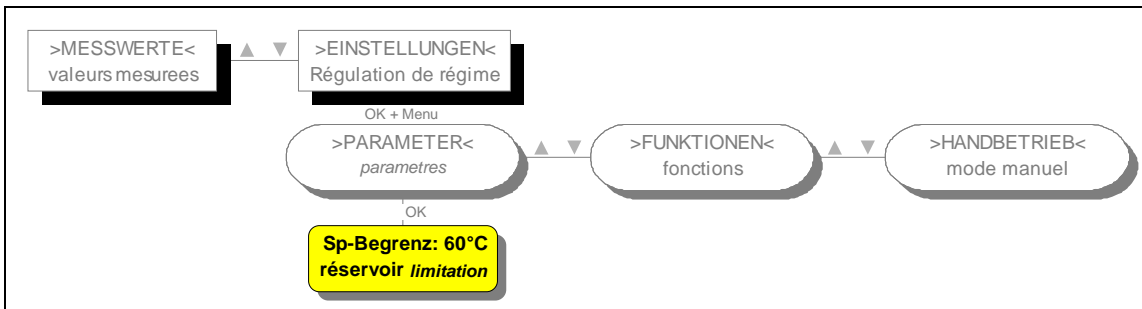 >MESSWERTE<
valeurs mesurees
▲ ▼
>EINSTELLUNGEN<
Régulation de régime
OK + Menu
>PARAMETER<
parametres
▲ ▼
>FUNKTIONEN<
fonctions
▲ ▼
>HANDBETRIEB<
mode manuel
OK
Sp-Begrenz: 60°C
réservoir limitation